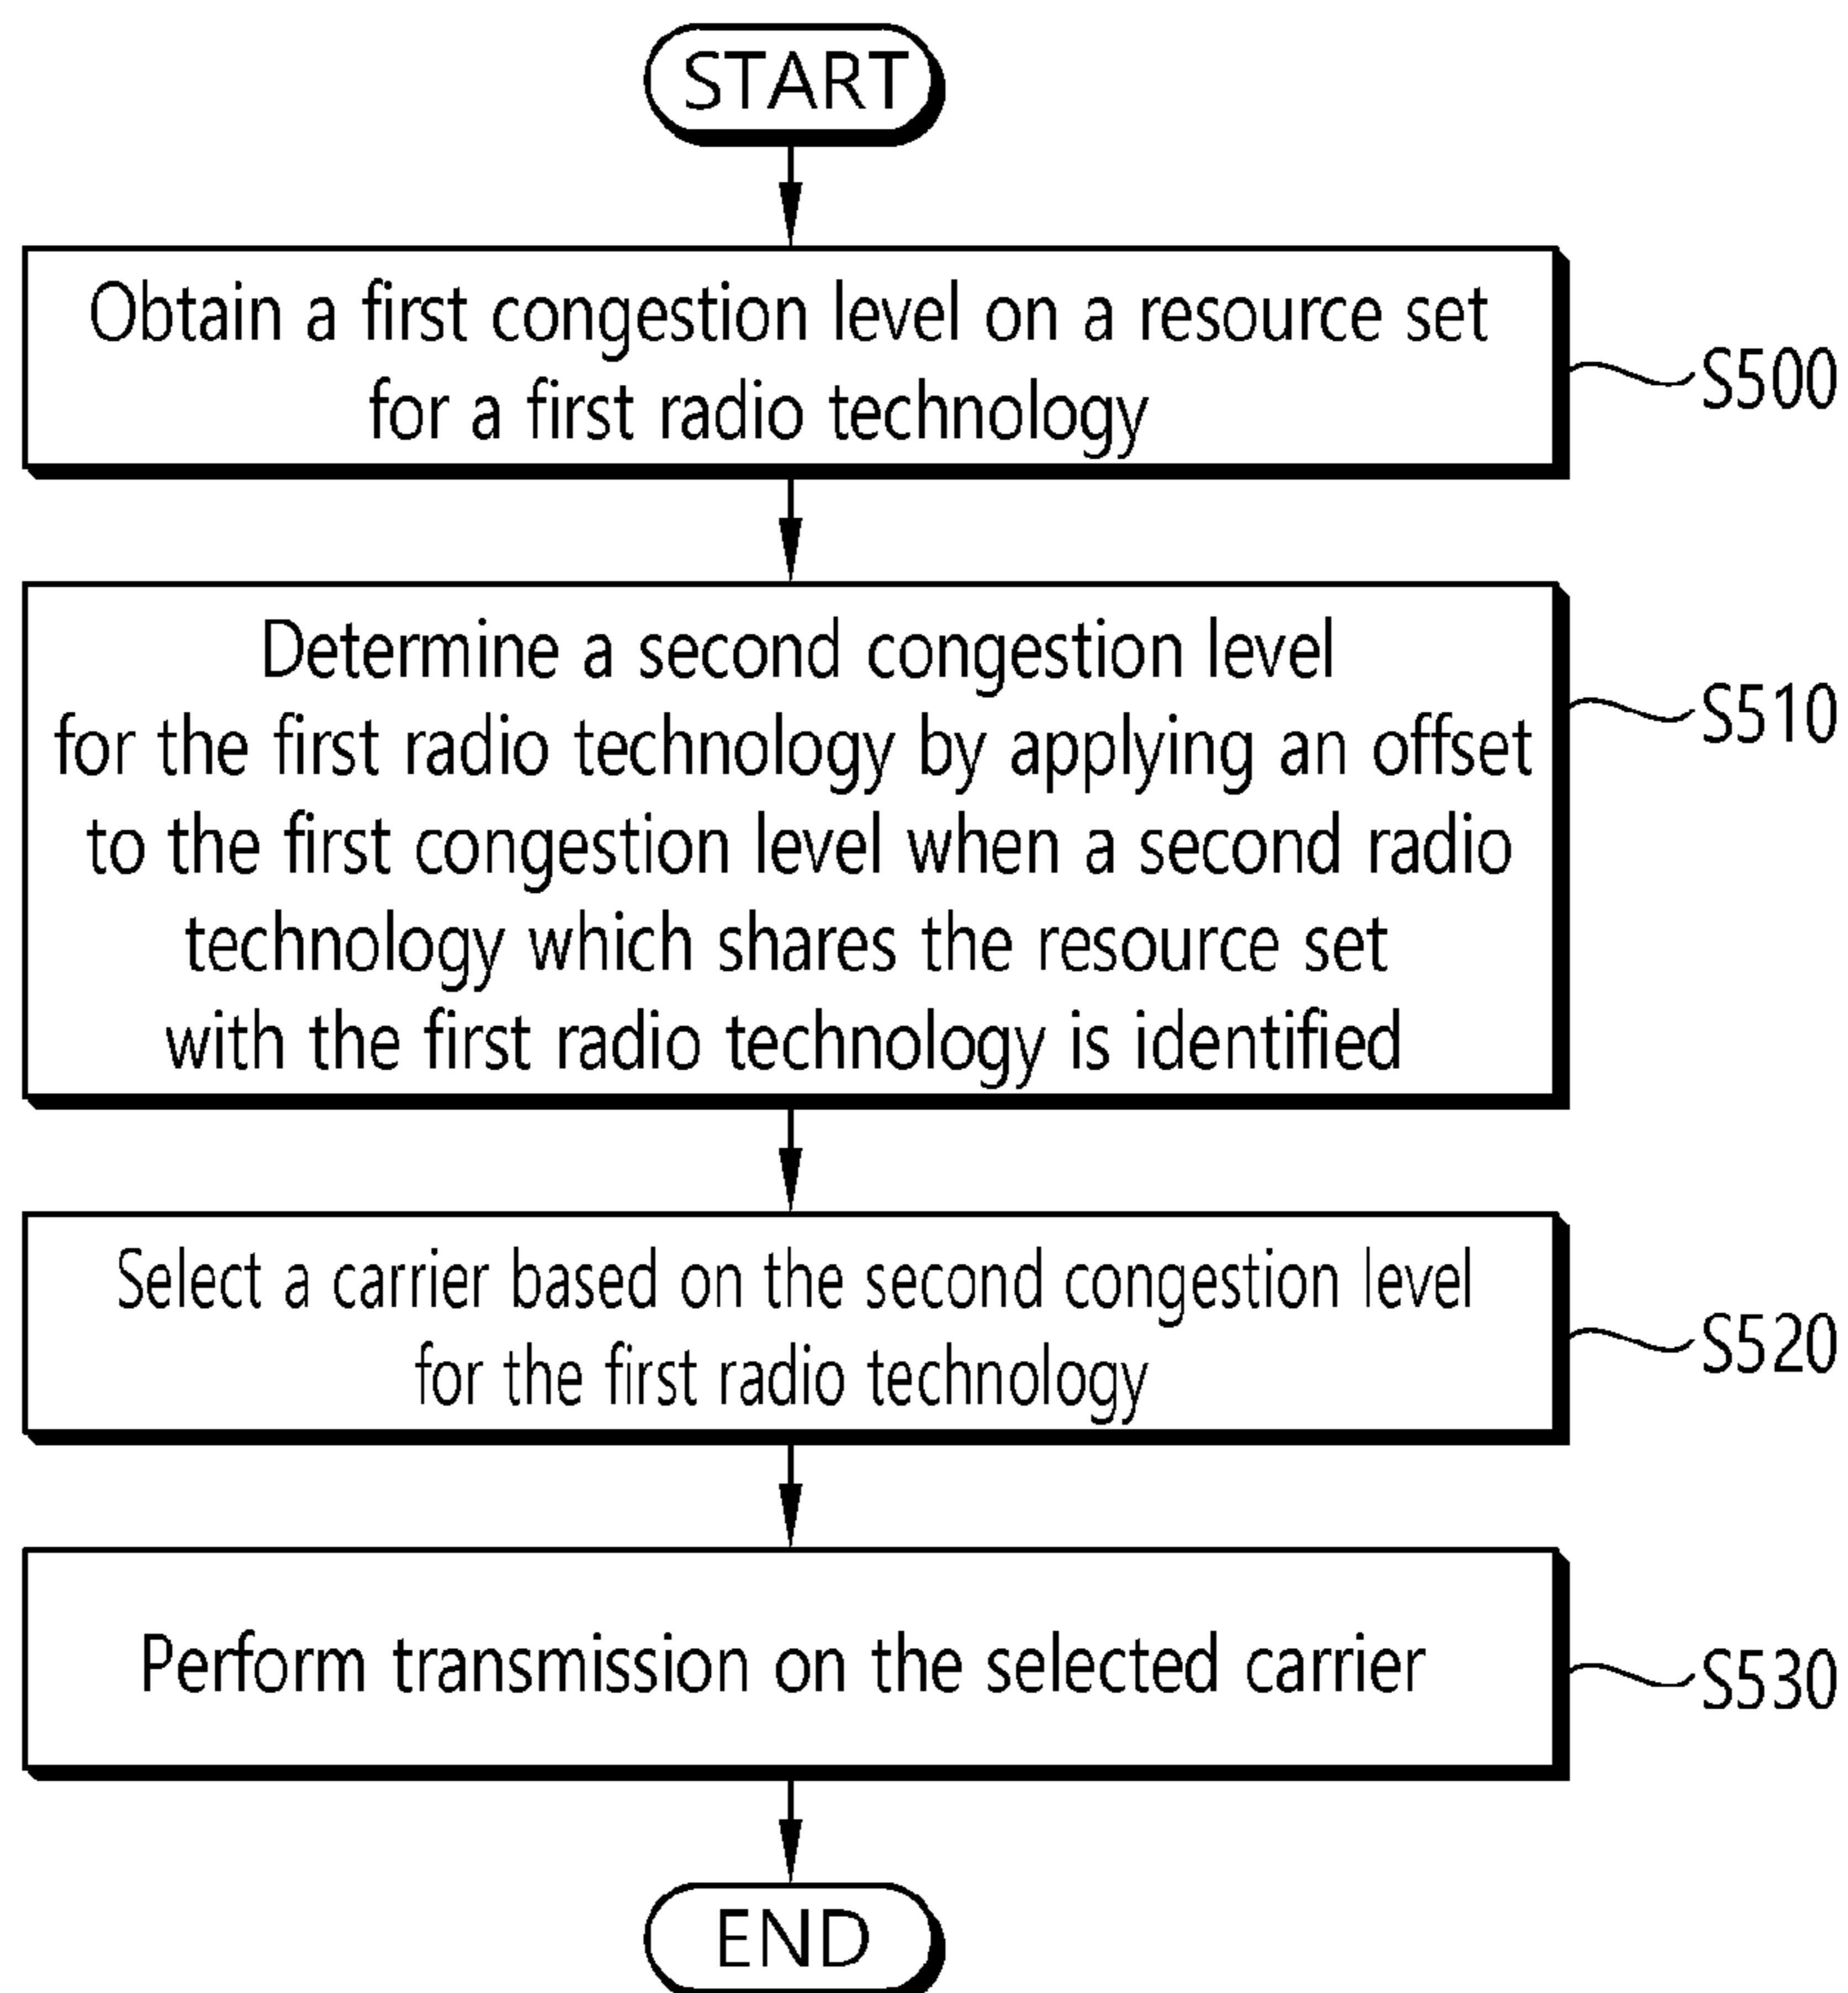 START
Obtain a first congestion level on a resource set
for a first radio technology
S500
Determine a second congestion level
for the first radio technology by applying an offset
to the first congestion level when a second radio
technology which shares the resource set
with the first radio technology is identified
S510
Select a carrier based on the second congestion level
for the first radio technology
S520
Perform transmission on the selected carrier
S530
END